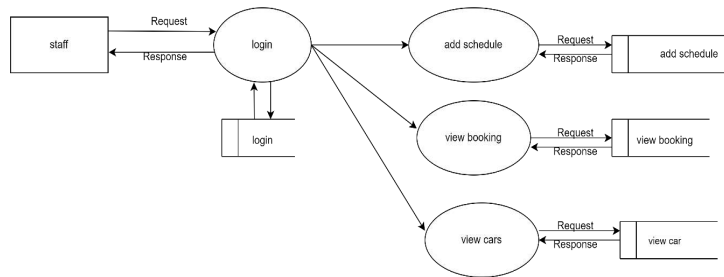 staff
Request
Response
login
login
add schedule
Request
Response
add schedule
view booking
Request
Response
view booking
view cars
Request
Response
view car